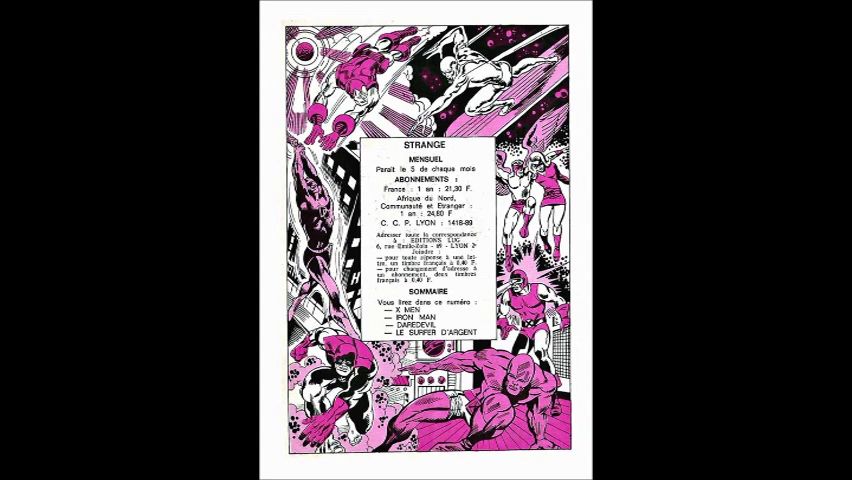 STRANGE
MENSUEL
Paraît le 5 de chaque mois
ABONNEMENTS :
France : 1 an : 21,30 F.
Afrique du Nord,
Communauté et Etranger :
1 an : 24,60 F
C. C. P. LYON : 1418-89
Adresser toute la correspondance
à : EDITIONS LUG
6, rue Emile-Zola - 69 - LYON 2e
Joindre :
— pour toute réponse à une let-
tre, un timbre français à 0,40 F.
— pour changement d'adresse à
un abonnement, deux timbres
français à 0,40 F.
SOMMAIRE
Vous lirez dans ce numéro :
— X MEN
— IRON MAN
— DAREDEVIL
— LE SURFER D'ARGENT